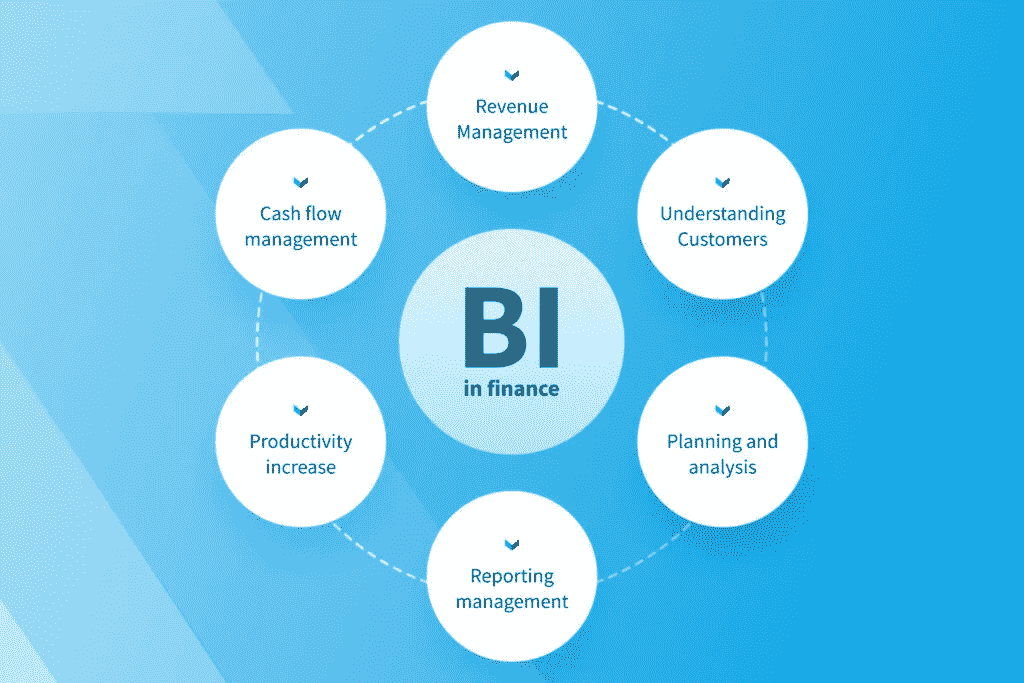 Revenue
Management
Understanding
Customers
Planning and
analysis
Reporting
management
Productivity
increase
Cash flow
management
BI
in finance